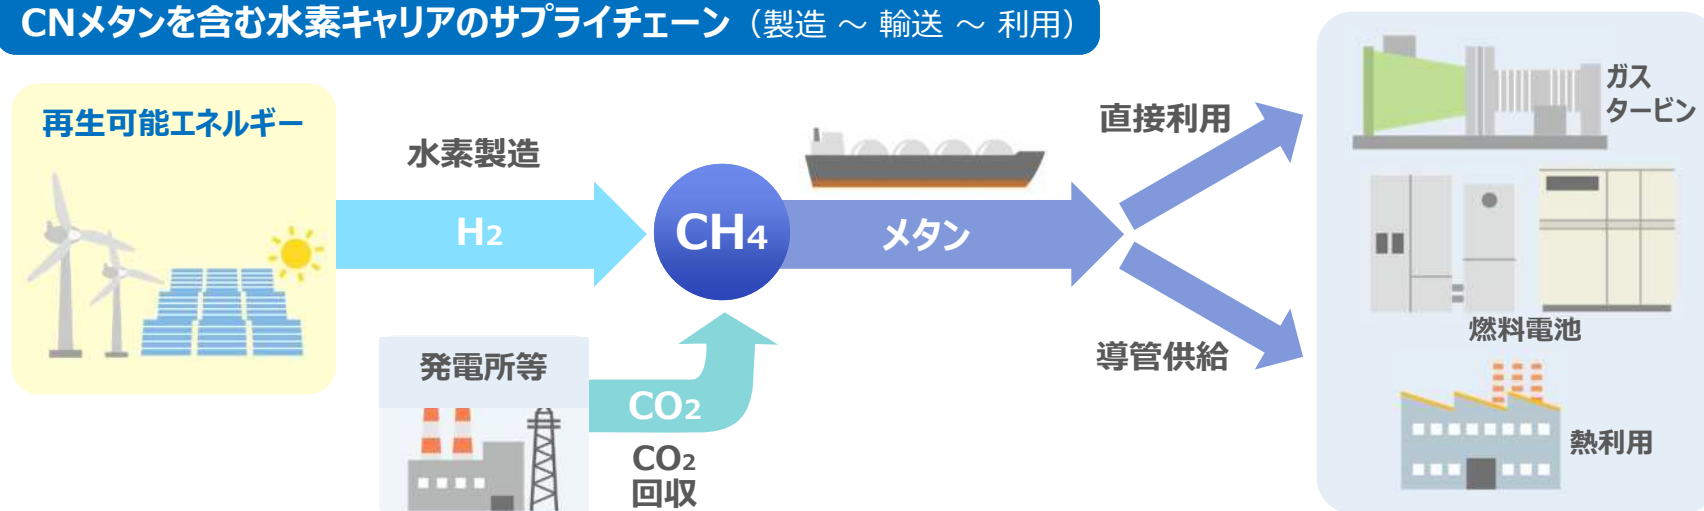 CNメタンを含む水素キャリアのサプライチェーン（製造 ～ 輸送 ～ 利用）
再生可能エネルギー
水素製造
H2
発電所等
CO2
CO2
回収
CH4
メタン
直接利用
導管供給
ガス
タービン
燃料電池
熱利用